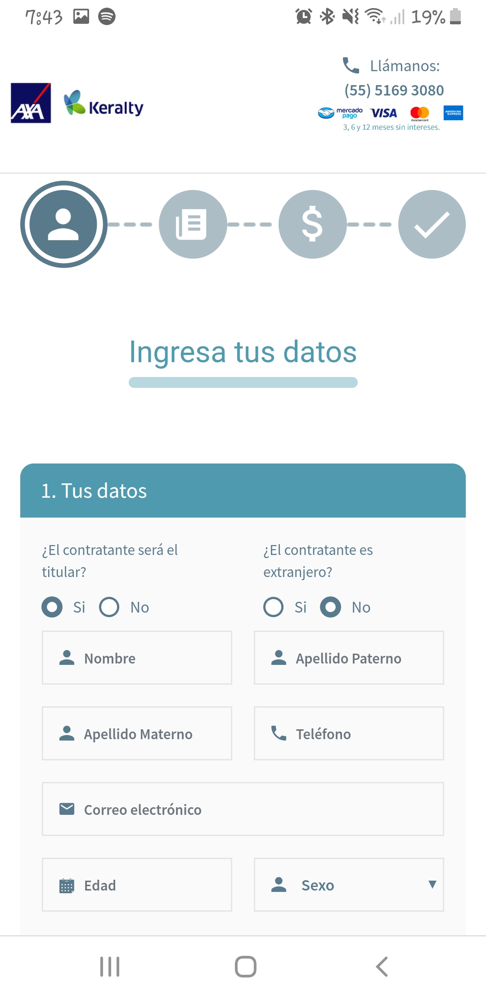 7:43
19%
Llámanos:
(55) 5169 3080
AXA
Keralty
mercado
pago
VISA
mastercard.
AMERICAN
EXPRESS
3, 6 y 12 meses sin intereses.
$
Ingresa tus datos
1. Tus datos
¿El contratante será el
titular?
Si No
¿El contratante es
extranjero?
Si No
Nombre
Apellido Paterno
Apellido Materno
Teléfono
Correo electrónico
Edad
Sexo